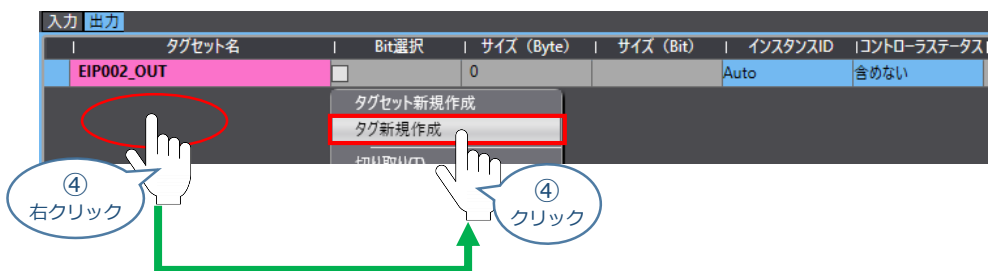 入力 出力
タグセット名 Bit選択 サイズ（Byte） サイズ（Bit） インスタンスID コントローラステータス
EIP002_OUT 0 Auto 含めない
タグセット新規作成
タグ新規作成
④
右クリック
④
クリック